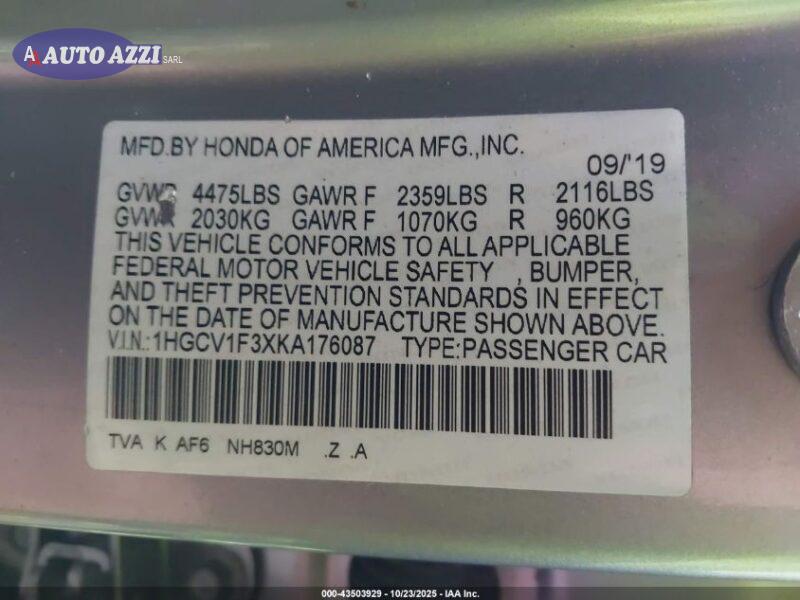 AA AUTO AZZI SARL
MFD.BY HONDA OF AMERICA MFG.,INC.
09/'19
GVWR 4475LBS GAWR F 2359LBS R 2116LBS
GVWR 2030KG GAWR F 1070KG R 960KG
THIS VEHICLE CONFORMS TO ALL APPLICABLE
FEDERAL MOTOR VEHICLE SAFETY , BUMPER,
AND THEFT PREVENTION STANDARDS IN EFFECT
ON THE DATE OF MANUFACTURE SHOWN ABOVE.
V.I.N.:1HGCV1F3XKA176087 TYPE:PASSENGER CAR
TVA K AF6 NH830M .Z .A
000-43503929 - 10/23/2025 - IAA Inc.